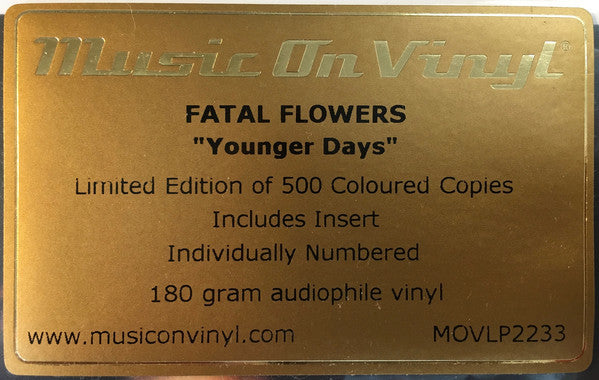 Music On Vinyl®
FATAL FLOWERS
"Younger Days"
Limited Edition of 500 Coloured Copies
Includes Insert
Individually Numbered
180 gram audiophile vinyl
www.musiconvinyl.com MOVLP2233